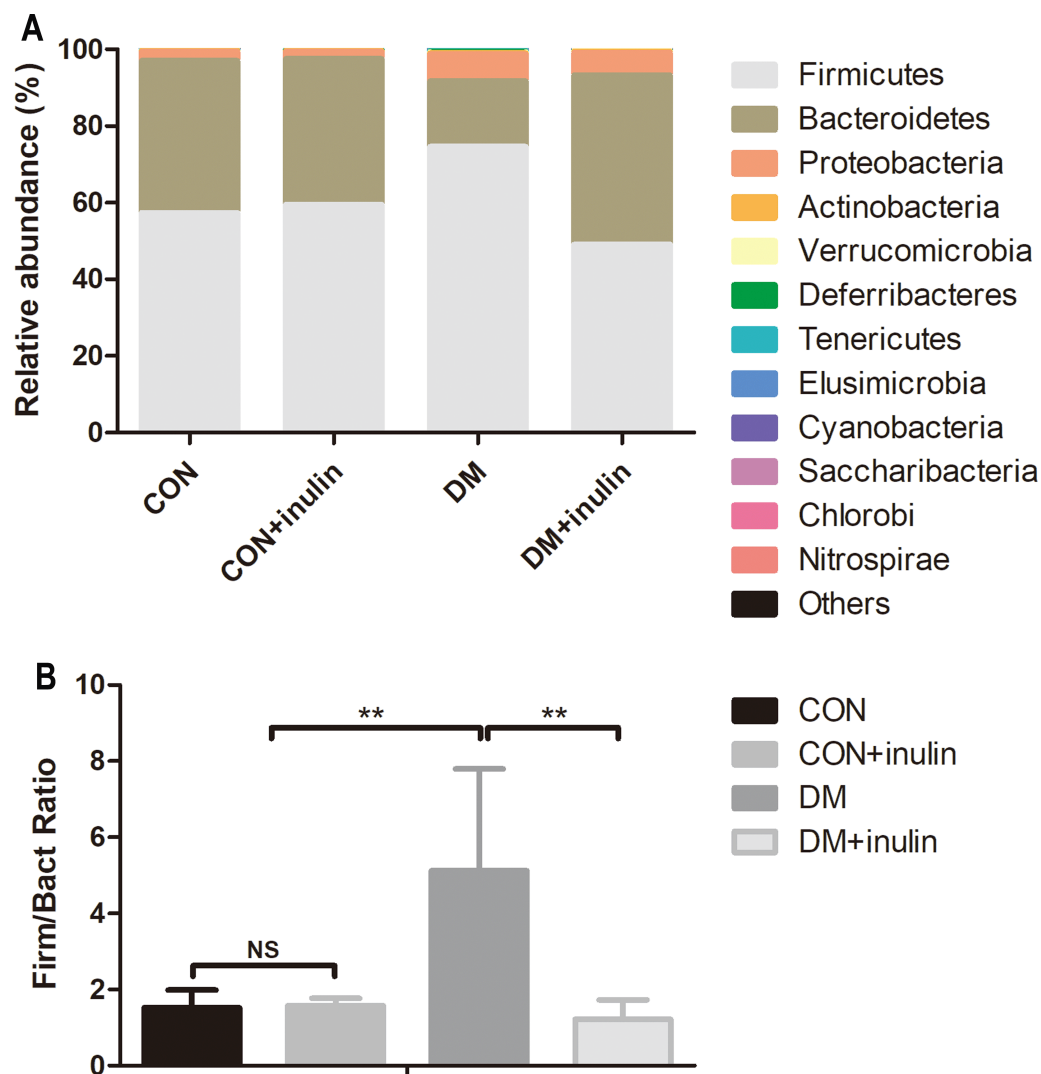 A
Relative abundance (%)
100
80
60
40
20
0
CON
CON+inulin
DM
DM+inulin
Firmicutes
Bacteroidetes
Proteobacteria
Actinobacteria
Verrucomicrobia
Deferribacteres
Tenericutes
Elusimicrobia
Cyanobacteria
Saccharibacteria
Chlorobi
Nitrospirae
Others
B
Firm/Bact Ratio
10
8
6
4
2
0
NS
**
**
CON
CON+inulin
DM
DM+inulin